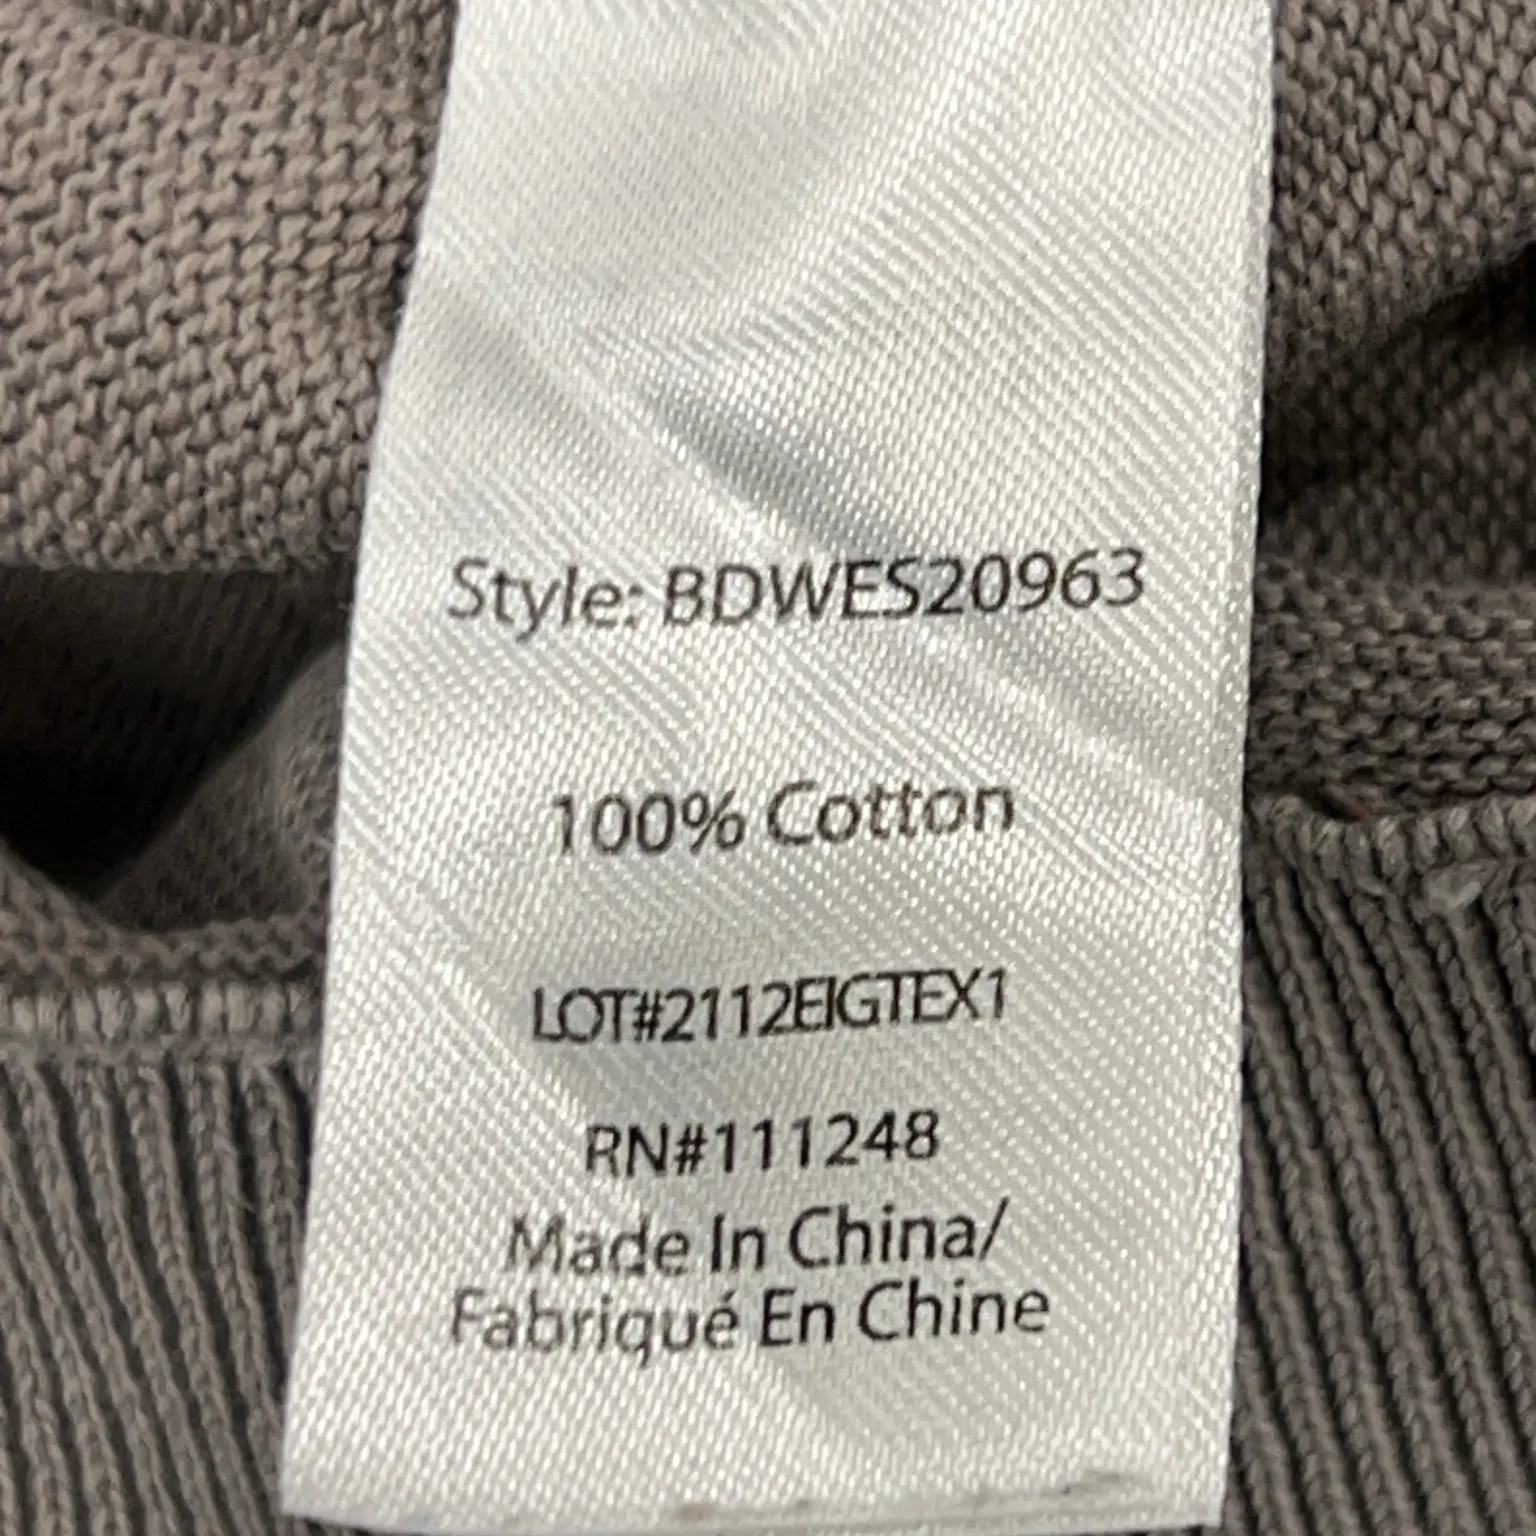 Style: BDWES20963
100% Cotton
LOT#2112EIGTEX1
RN#111248
Made In China/
Fabriqué En Chine